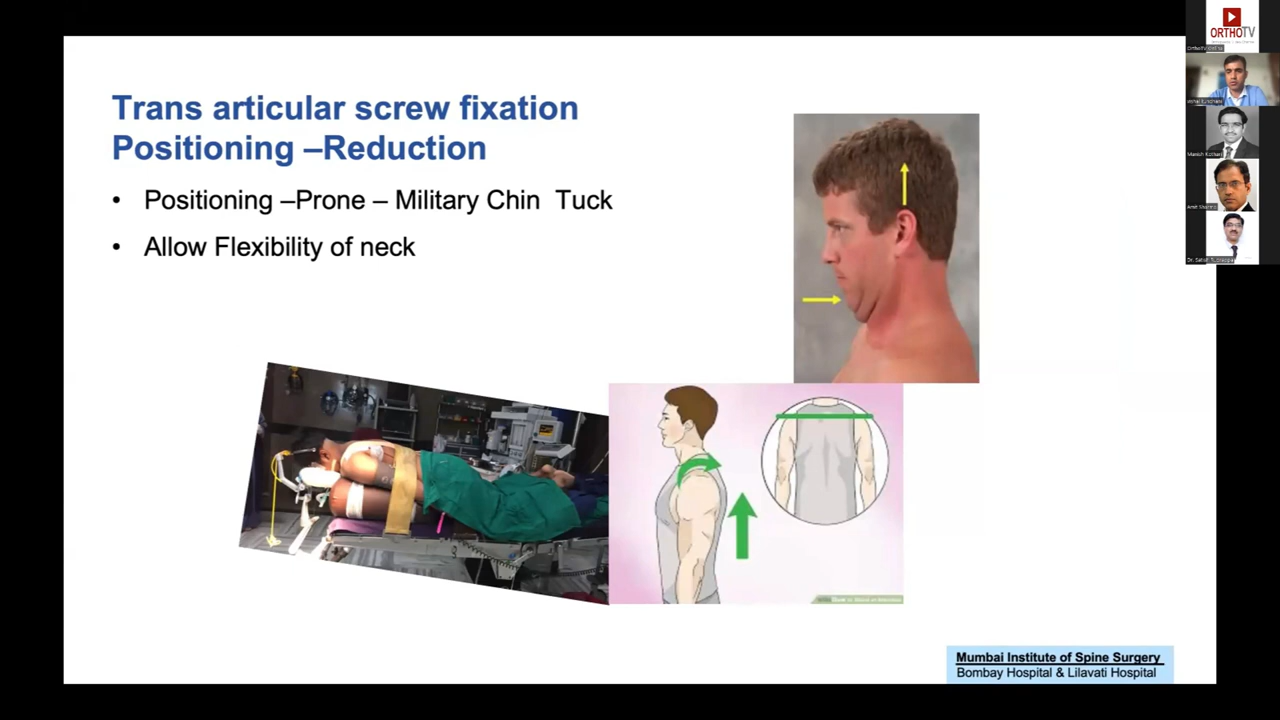 Trans articular screw fixation
Positioning –Reduction
• Positioning –Prone – Military Chin Tuck
• Allow Flexibility of neck
Mumbai Institute of Spine Surgery
Bombay Hospital & Lilavati Hospital
ORTHOTV